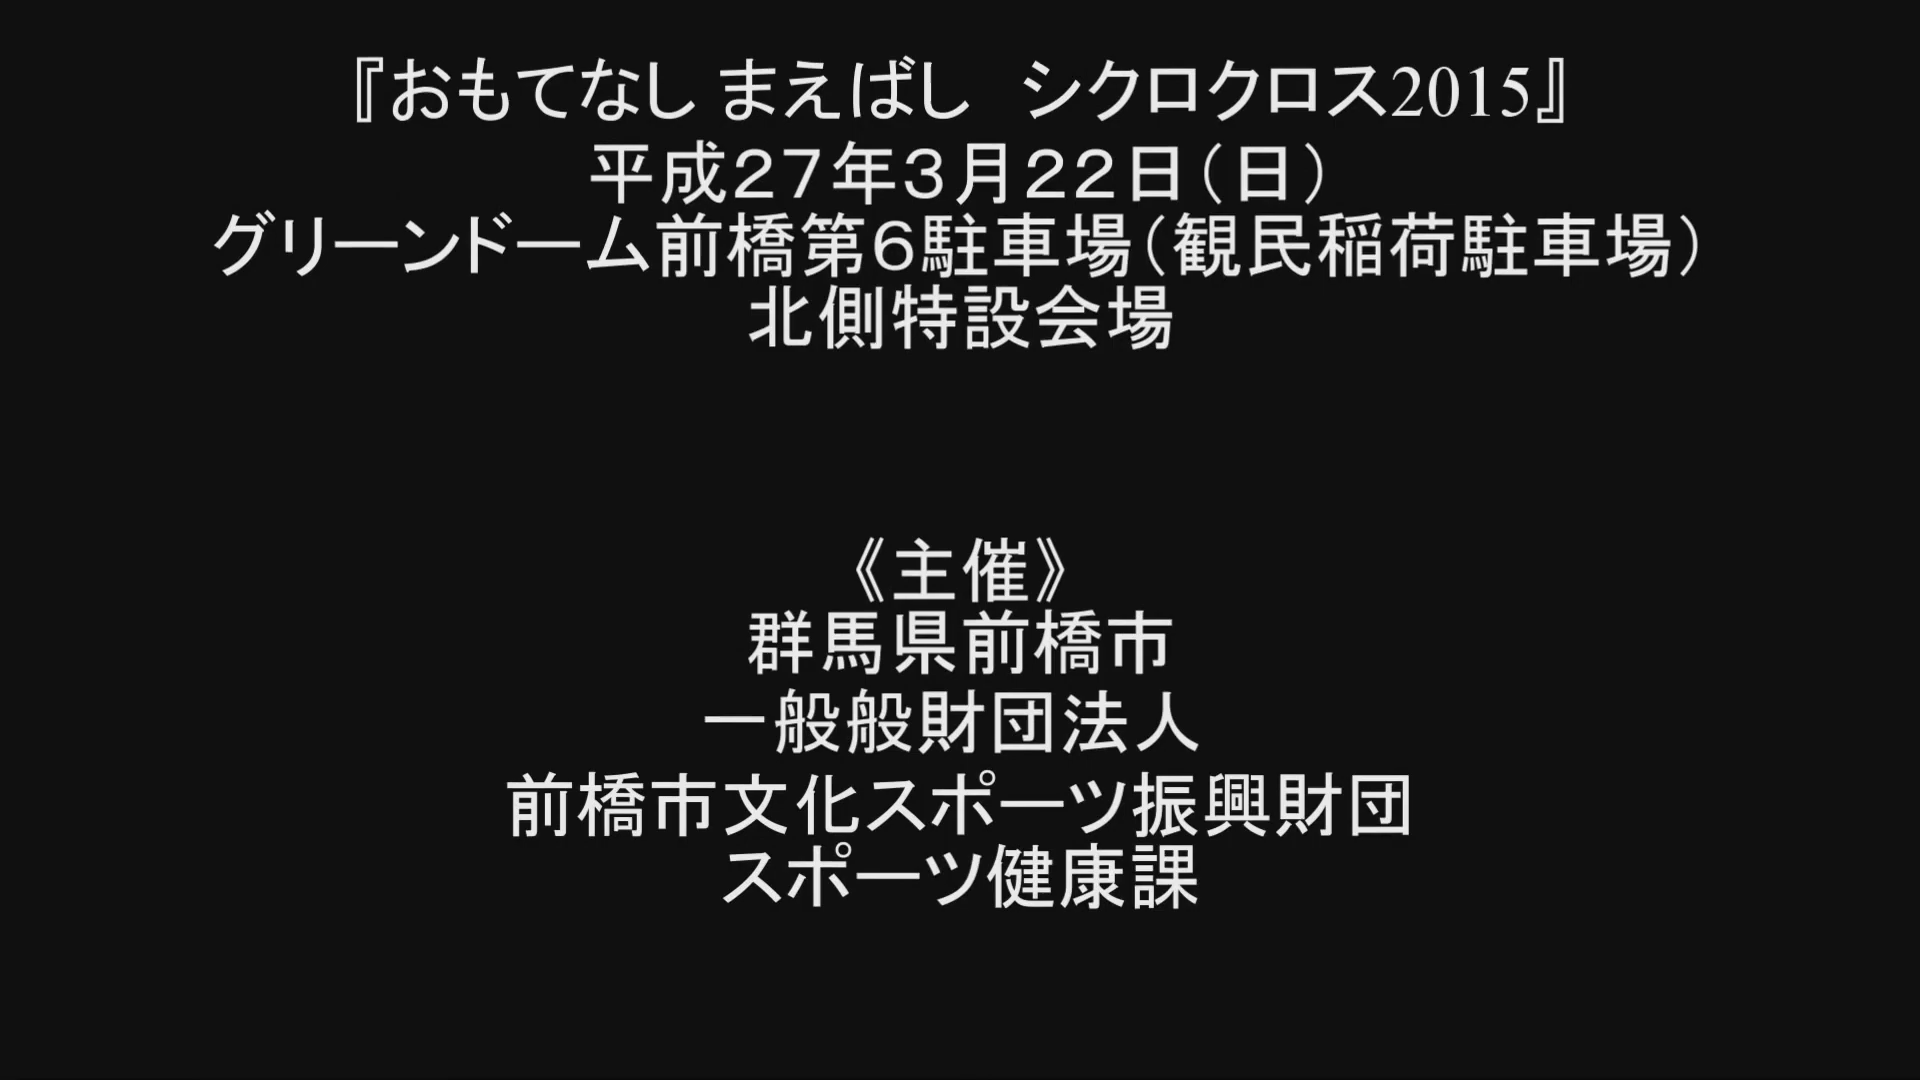 『おもてなし まえばし　シクロクロス2015』
平成２７年３月２２日（日）
グリーンドーム前橋第６駐車場（観民稲荷駐車場）
北側特設会場
《主催》
群馬県前橋市
一般般財団法人
前橋市文化スポーツ振興財団
スポーツ健康課